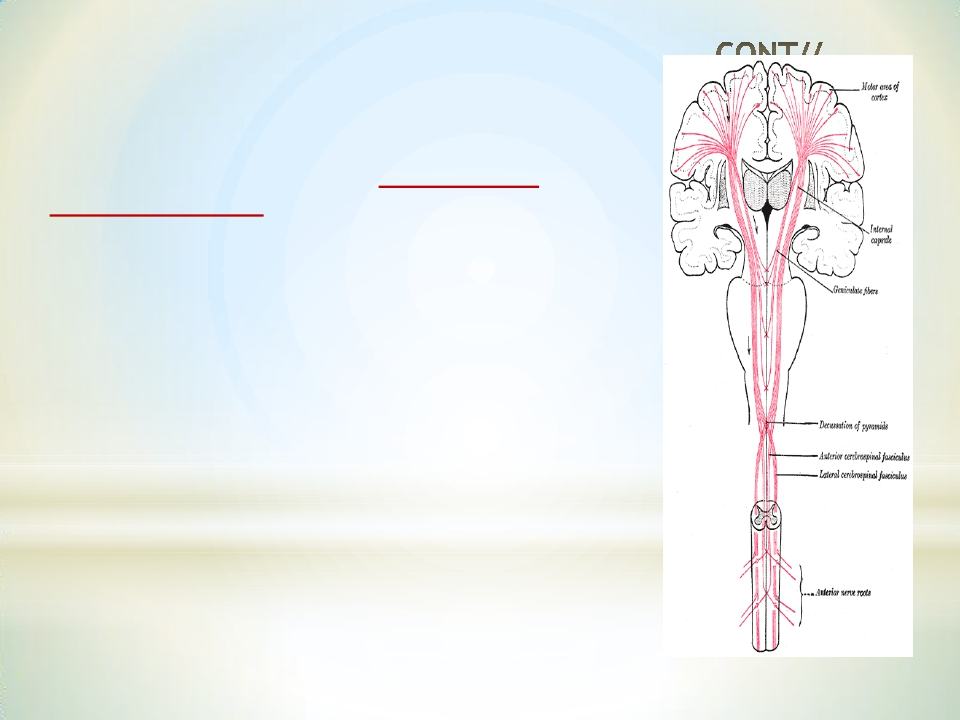 CONT//
Motor area of
cortex
Internal
capsule
Geniculate fibers
Decussation of pyramids
Anterior cerebrospinal fasciculus
Lateral cerebrospinal fasciculus
Anterior nerve roots